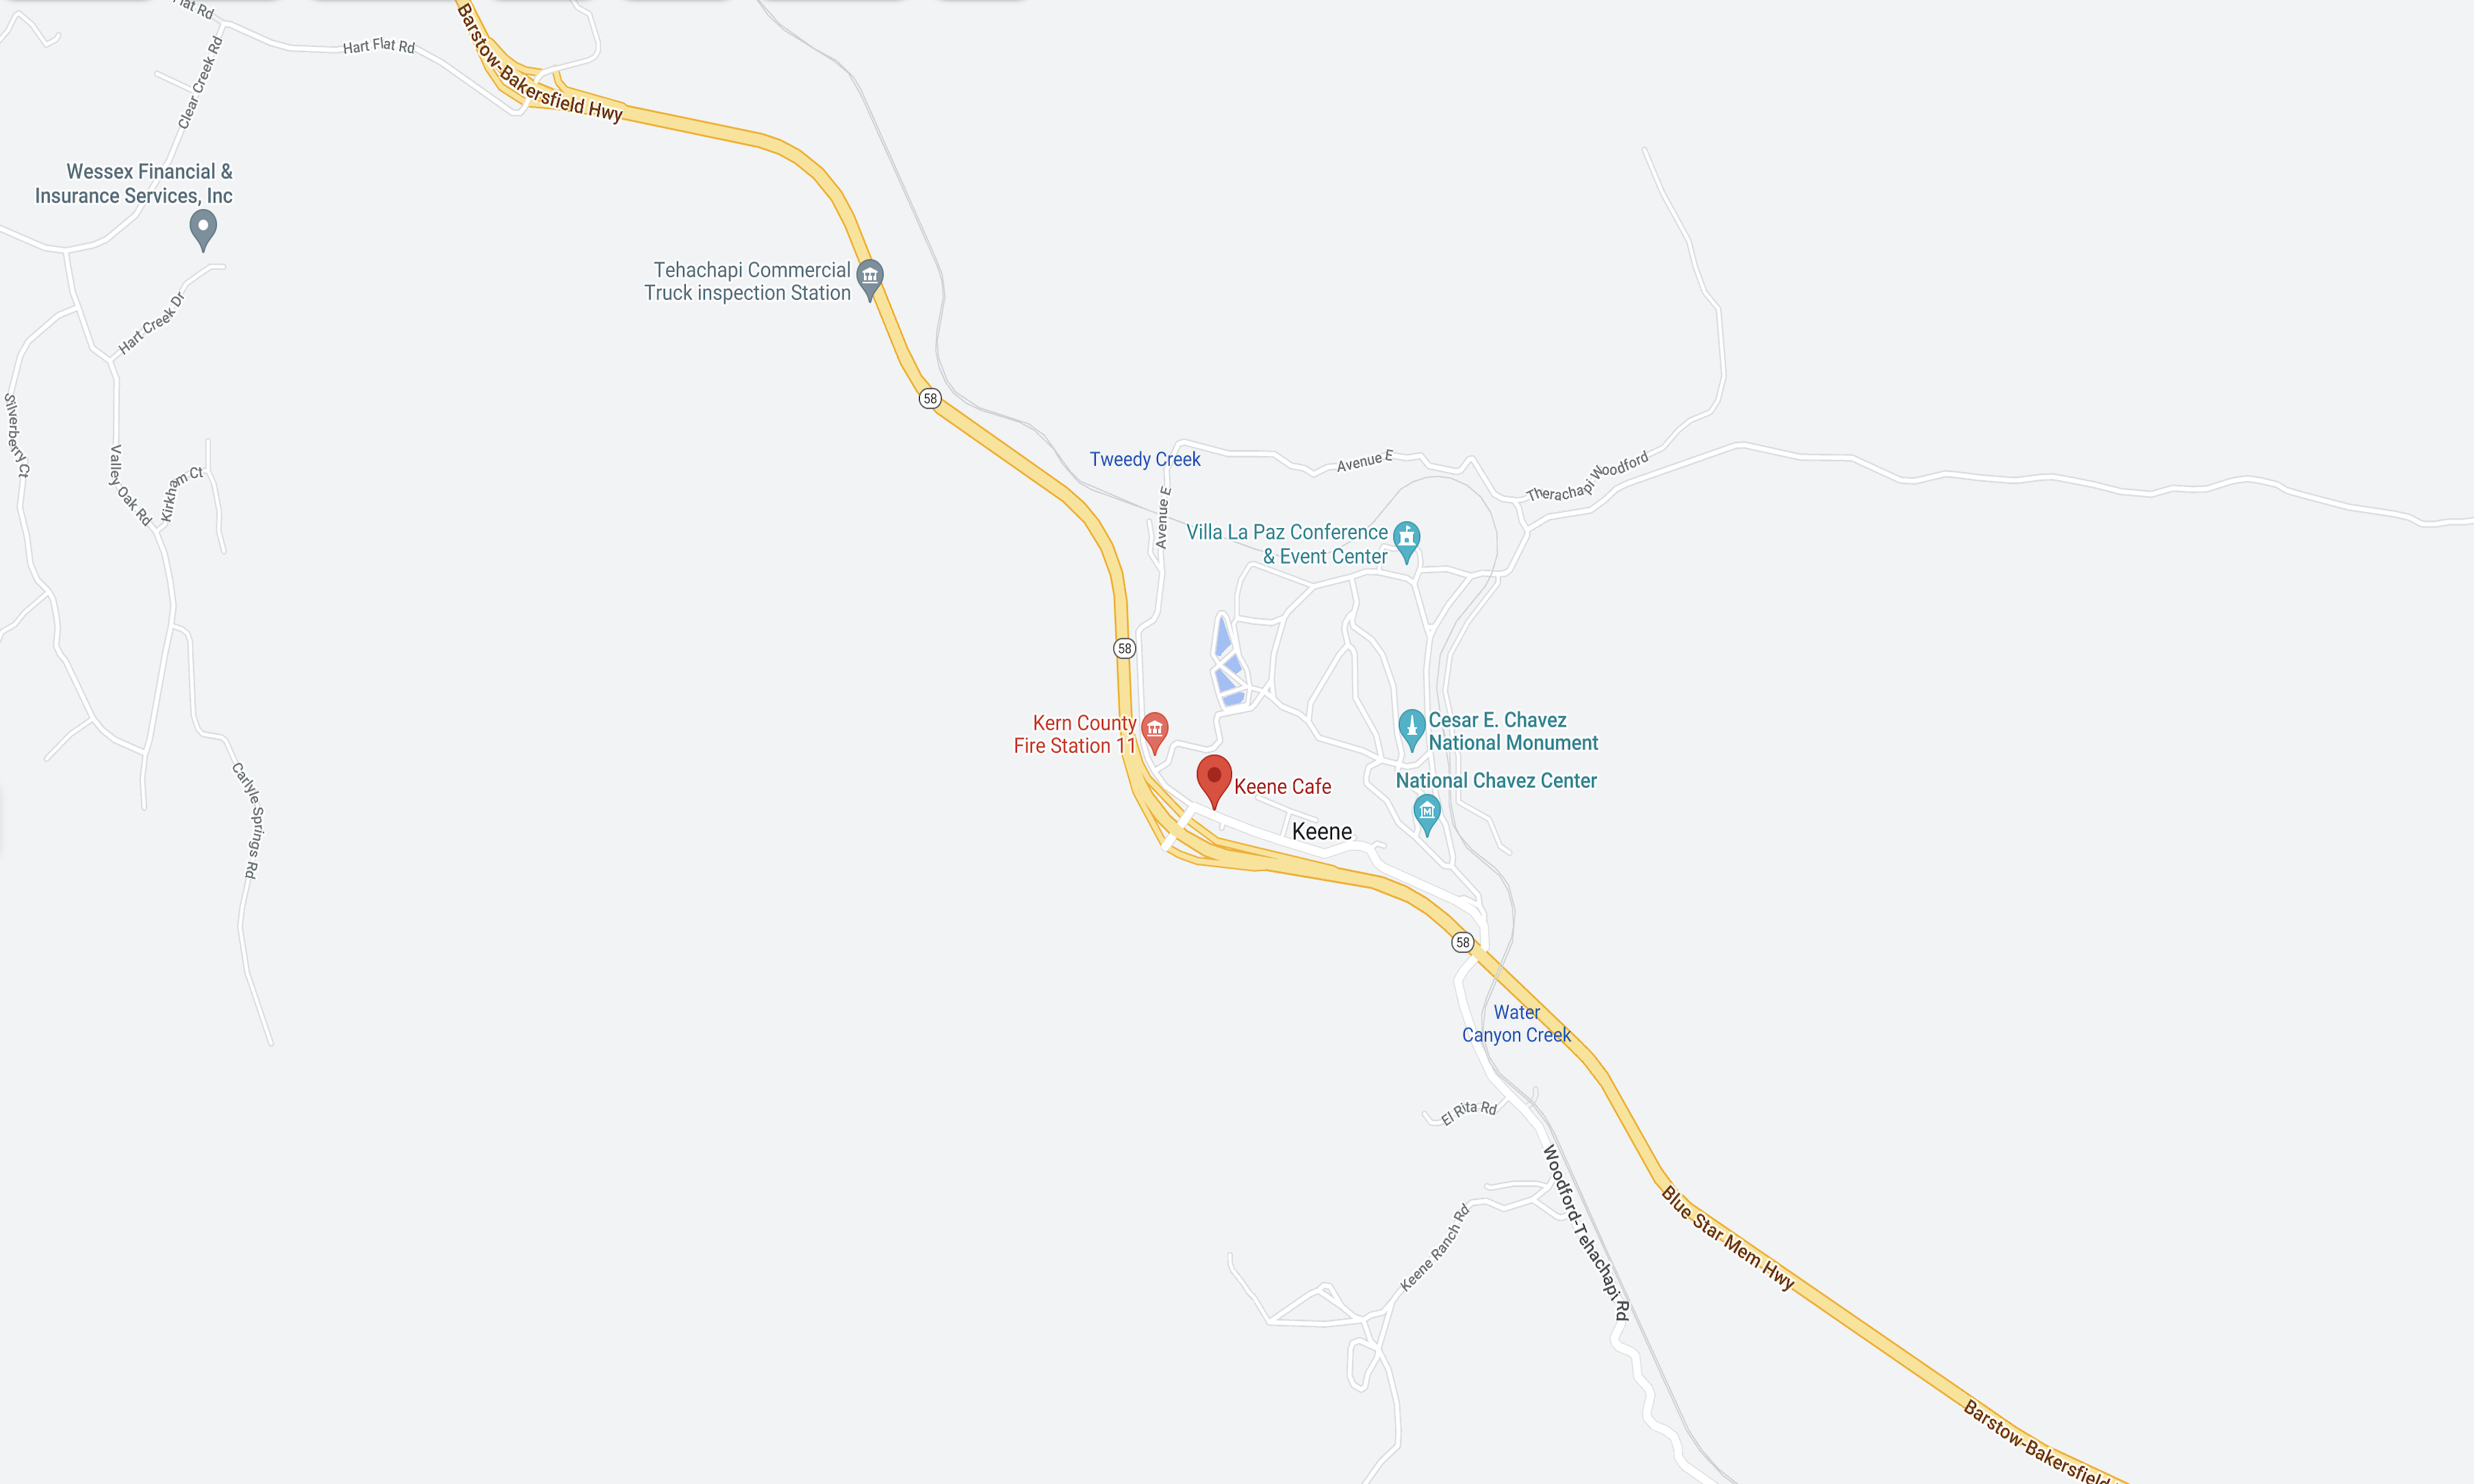 Flat Rd
Hart Flat Rd
Clear Creek Rd
Barstow-Bakersfield Hwy
Wessex Financial &
Insurance Services, Inc
Tehachapi Commercial
Truck inspection Station
Hart Creek Dr
58
Silverberry Ct
Valley Oak Rd
Kirkham Ct
Tweedy Creek
Avenue E
Avenue E
Therachapi Woodford
Villa La Paz Conference
& Event Center
58
Kern County
Fire Station 11
Cesar E. Chavez
National Monument
National Chavez Center
Keene Cafe
Keene
Carlyle Springs Rd
58
Water
Canyon Creek
El Rita Rd
Woodford-Tehachapi Rd
Keene Ranch Rd
Blue Star Mem Hwy
Barstow-Bakersfield